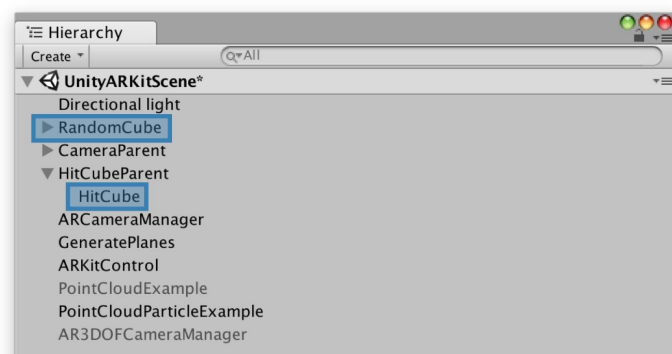 Hierarchy
Create All
UnityARKitScene*
Directional light
RandomCube
CameraParent
HitCubeParent
HitCube
ARCameraManager
GeneratePlanes
ARKitControl
PointCloudExample
PointCloudParticleExample
AR3DOFCameraManager